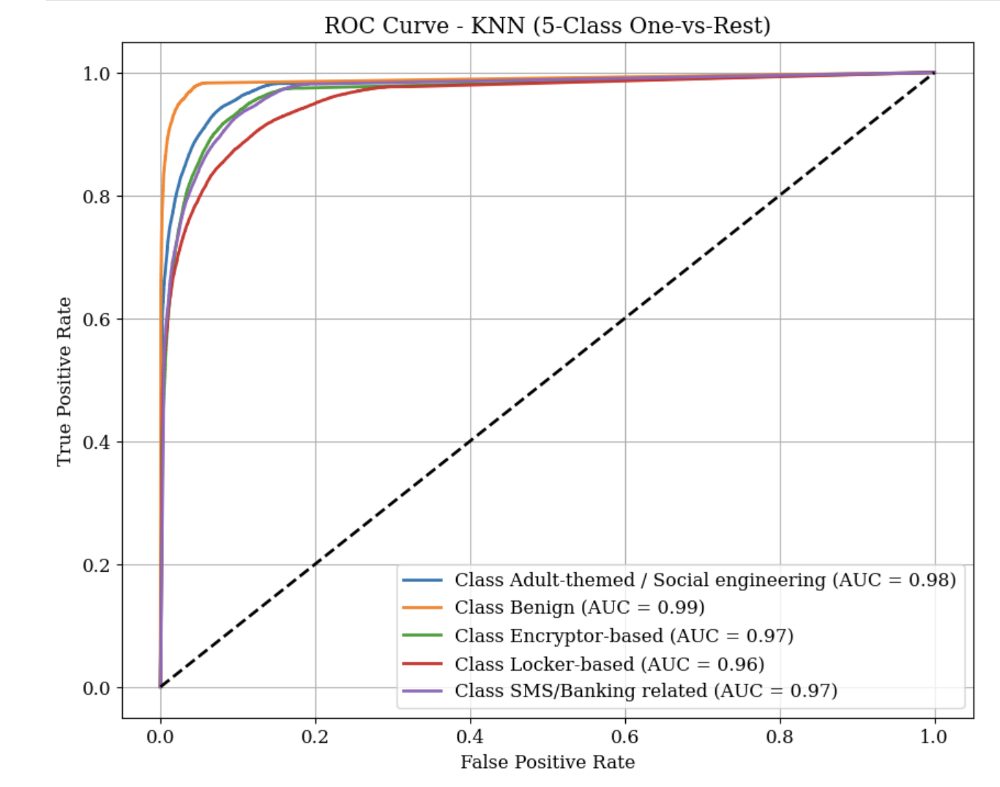 ROC Curve - KNN (5-Class One-vs-Rest)
1.0
0.8
0.6
0.4
0.2
0.0
True Positive Rate
Class Adult-themed / Social engineering (AUC = 0.98)
Class Benign (AUC = 0.99)
Class Encryptor-based (AUC = 0.97)
Class Locker-based (AUC = 0.96)
Class SMS/Banking related (AUC = 0.97)
0.0 0.2 0.4 0.6 0.8 1.0
False Positive Rate